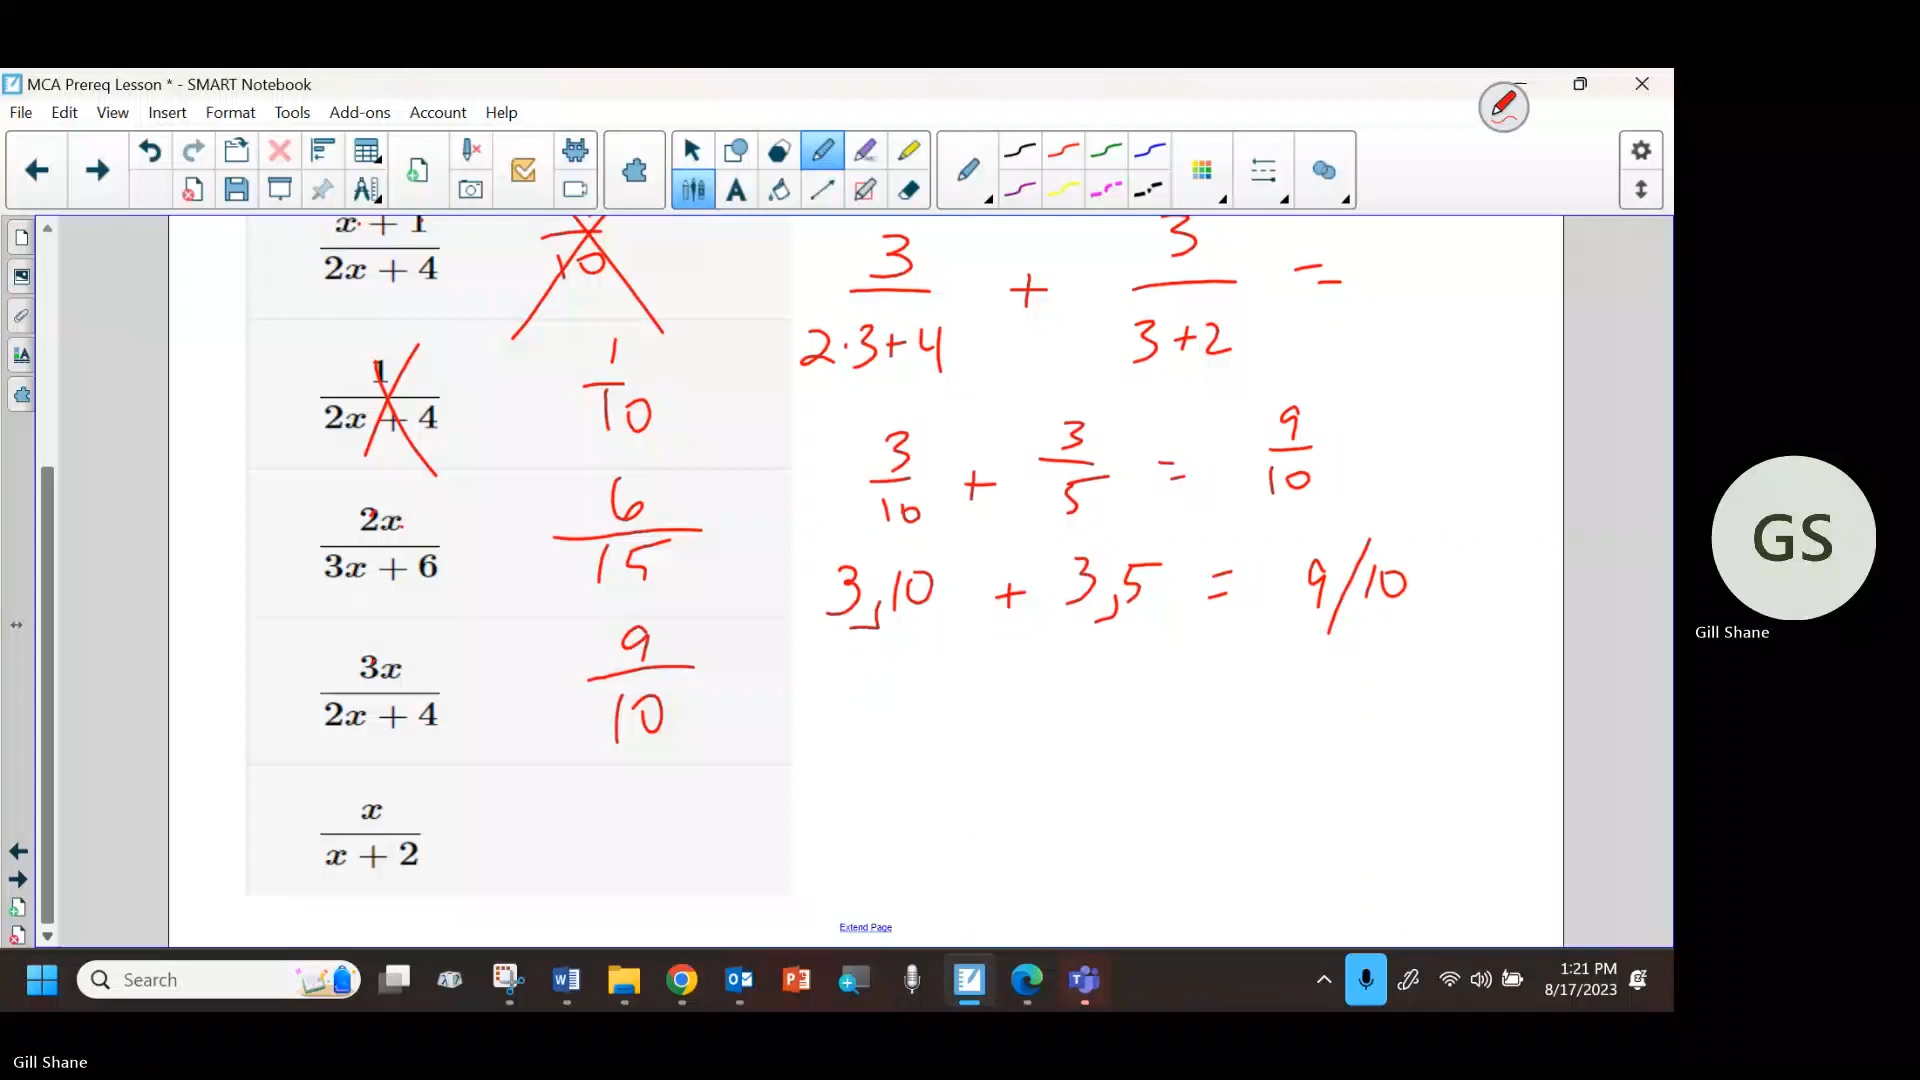 MCA Prereq Lesson * - SMART Notebook
File Edit View Insert Format Tools Add-ons Account Help
x + 1
2x + 4
10
3
2·3+4
+
3
3+2
=
1
2x + 4
1
10
3
10
+
3
5
=
9
10
2x
3x + 6
6
15
3,10 + 3,5 = 9/10
3x
2x + 4
9
10
x
x + 2
Extend Page
GS
Gill Shane
Search
1:21 PM
8/17/2023
Gill Shane